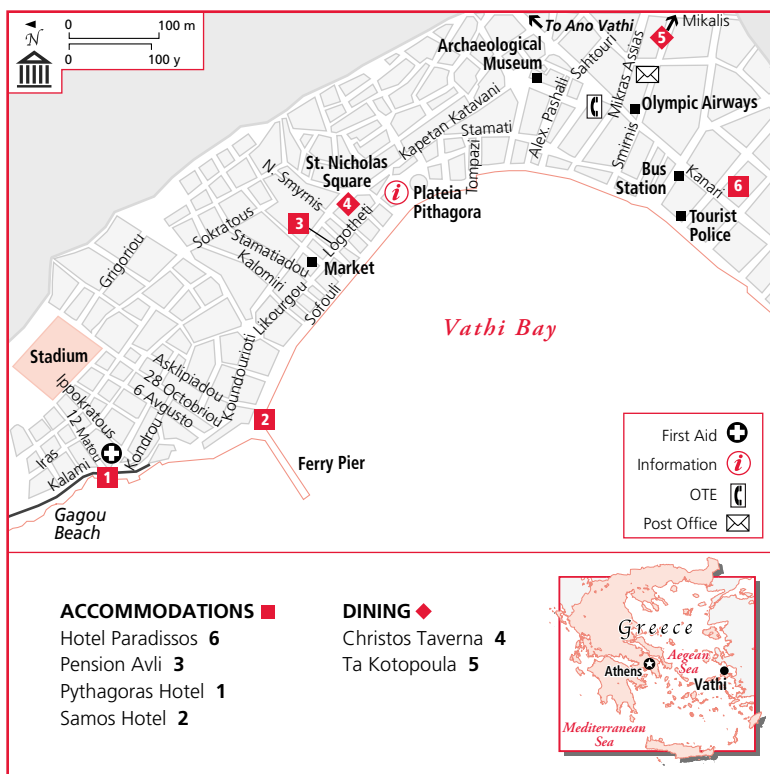 N
0 100 m
0 100 y
To Ano Vathi
Mikalis
5
Archaeological
Museum
Sahtouri
Mikras Assias
Alex. Pashali
Olympic Airways
Kapetan Katavani
Stamati
Tompazi
Smirnis
Bus
Station
Kanari
6
Tourist
Police
St. Nicholas
Square
N. Smyrnis
4
i
Plateia
Pithagora
3
Logotheti
Sokratous
Stamatiadou
Kalomiri
Market
Grigoriou
Likourgou
Sofouli
Vathi Bay
Stadium
Koundourioti
Asklipiadou
28 Octobriou
6 Avgusto
Ippokratous
12 Matou
Kondrou
Iras
Kalami
1
2
Ferry Pier
Gagou
Beach
First Aid
Information i
OTE
Post Office
ACCOMMODATIONS
Hotel Paradissos 6
Pension Avli 3
Pythagoras Hotel 1
Samos Hotel 2
DINING
Christos Taverna 4
Ta Kotopoula 5
Greece
Aegean
Sea
Athens
Vathi
Mediterranean
Sea